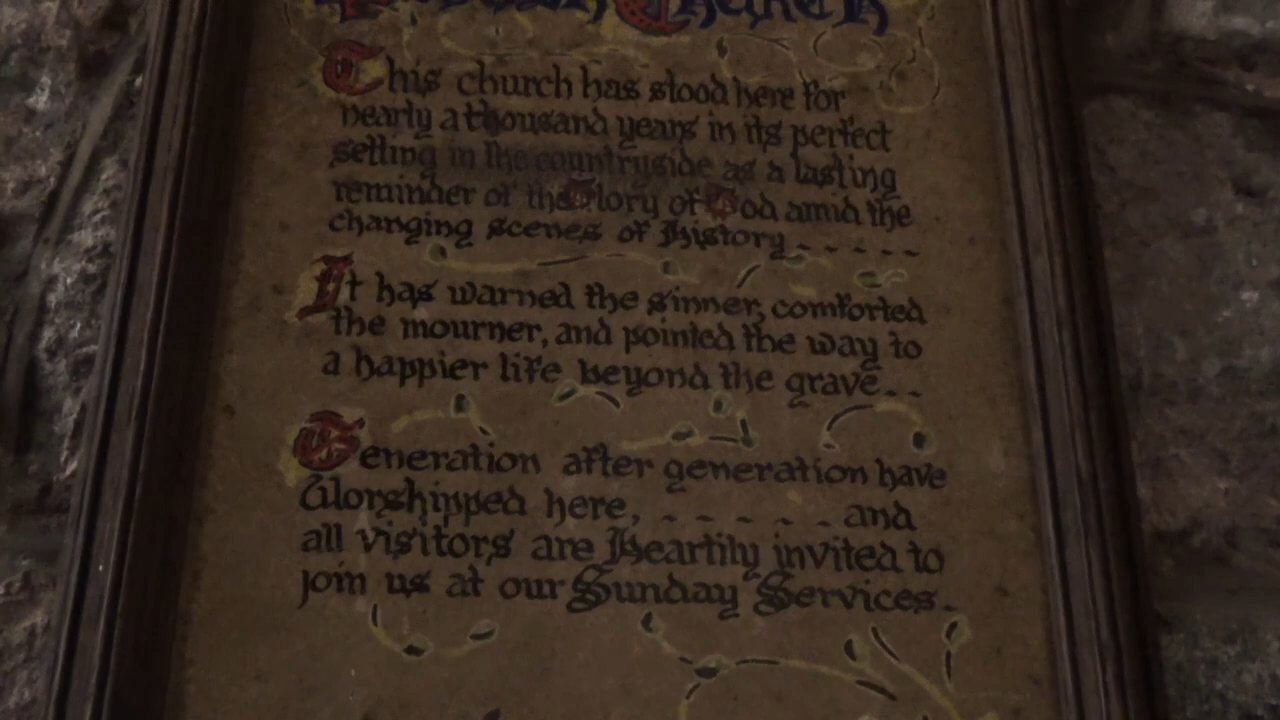 Church
This church has stood here for
nearly a thousand years in its perfect
setting in the countryside as a lasting
reminder of the Glory of God amid the
changing scenes of History - - - - -
It has warned the sinner, comforted
the mourner, and pointed the way to
a happier life beyond the grave - -
Generation after generation have
Worshipped here, - - - - - and
all visitors are Heartily invited to
join us at our Sunday Services -